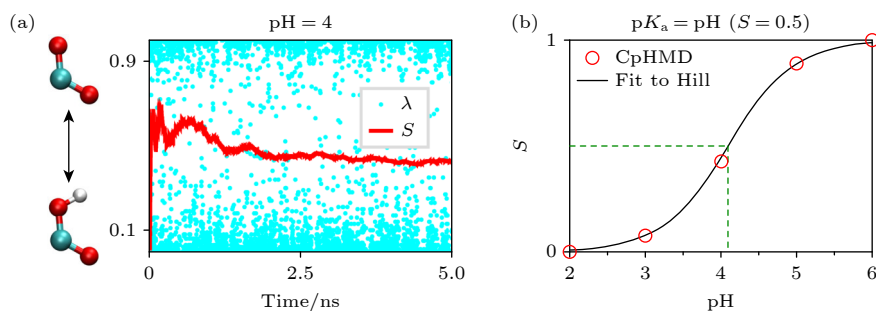 (a)
pH = 4
0.9
0.1
λ
S
0
2.5
5.0
Time/ns
(b)
pKa = pH (S = 0.5)
1
S
0
CpHMD
Fit to Hill
2
3
4
5
6
pH